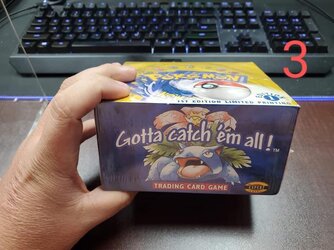 3
POKÉMON
1ST EDITION LIMITED PRINTING
Gotta catch 'em all!™
TRADING CARD GAME